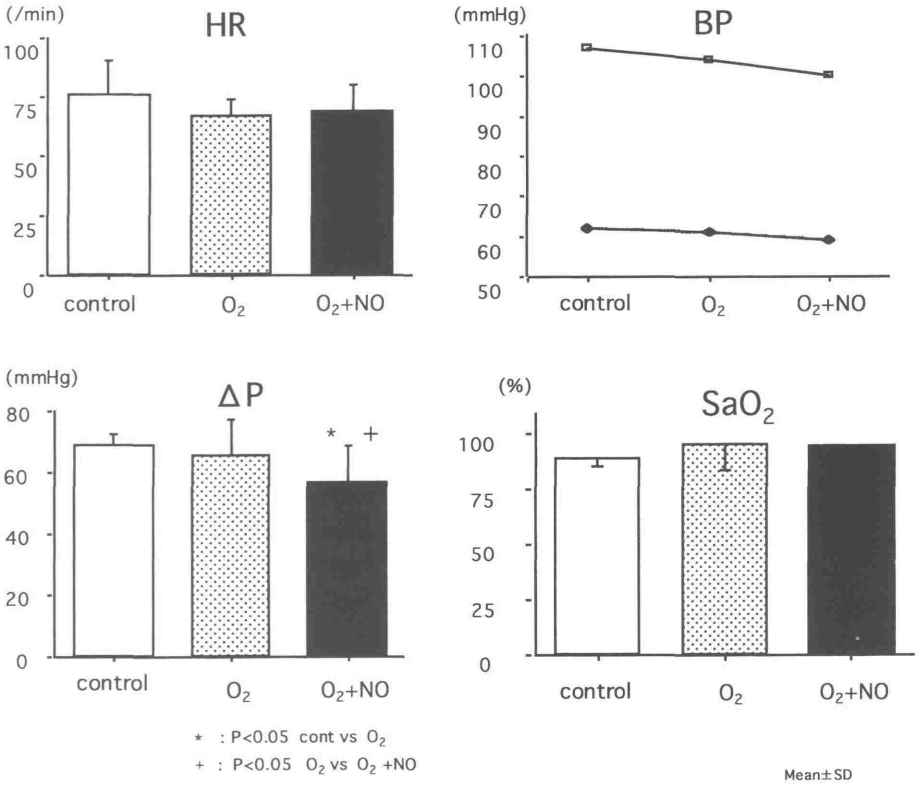 (/min)
HR
100
75
50
25
0
control
O₂
O₂+NO
(mmHg)
BP
110
100
90
80
70
60
50
control
O₂
O₂+NO
(mmHg)
ΔP
80
60
40
20
0
* +
control
O₂
O₂+NO
* : P<0.05 cont vs O₂
+ : P<0.05 O₂ vs O₂ +NO
(%)
SaO₂
100
75
50
25
0
control
O₂
O₂+NO
Mean±SD